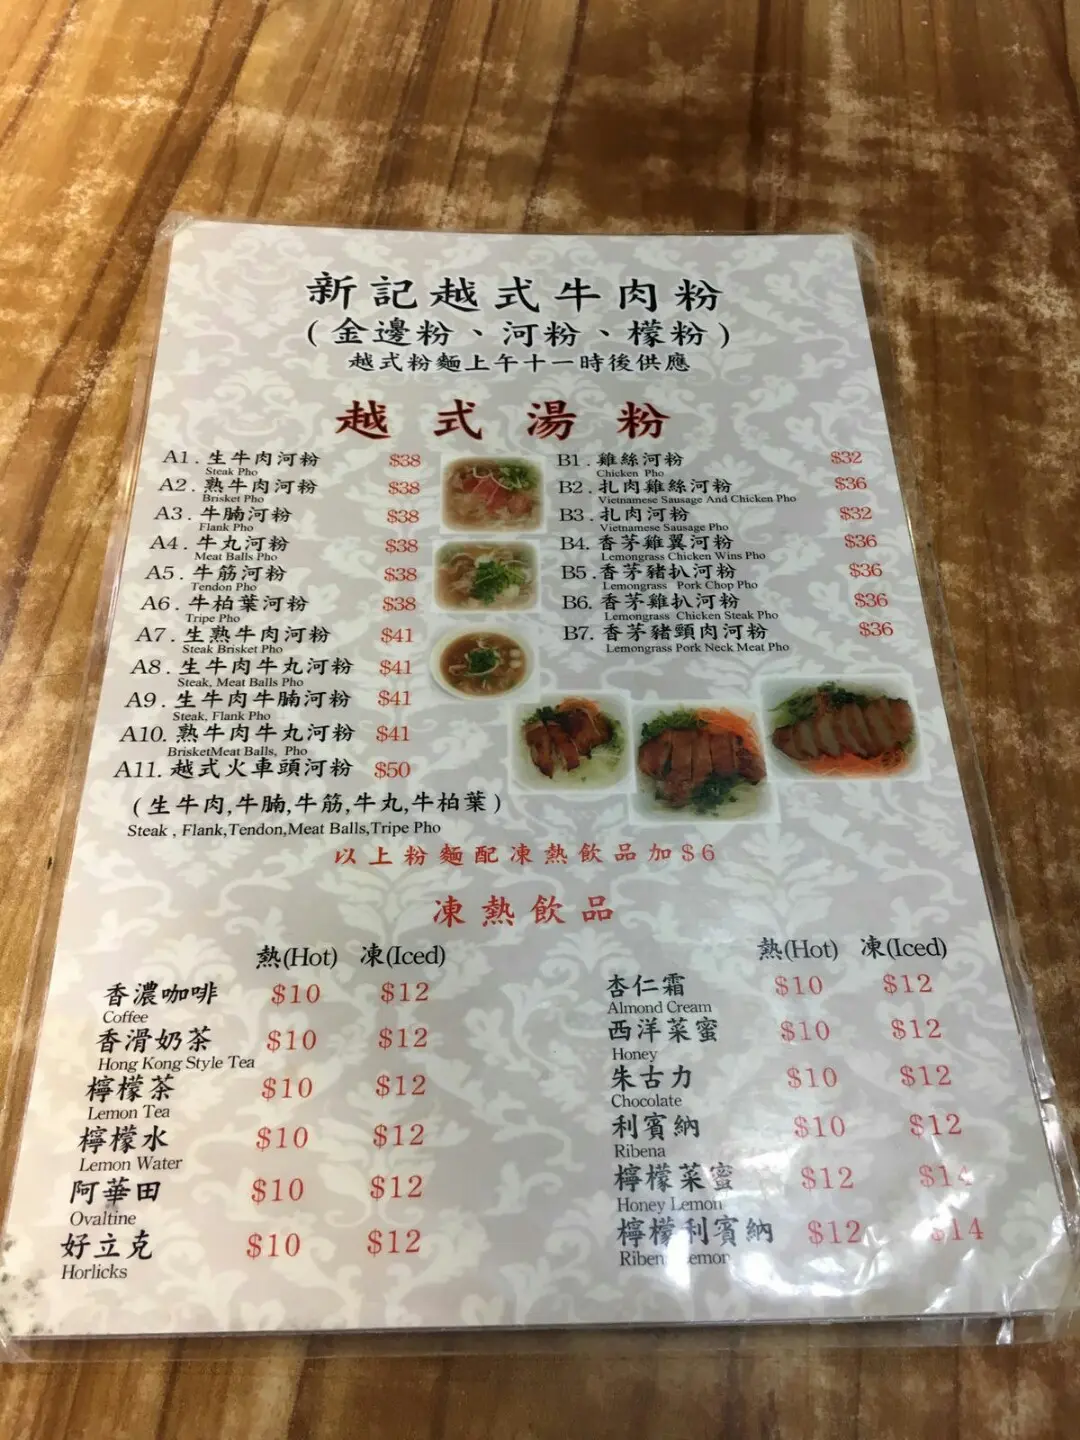 新記越式牛肉粉
(金邊粉、河粉、檬粉)
越式粉麵上午十一時後供應
越式湯粉
A1.生牛肉河粉 $38
Steak Pho
A2.熟牛肉河粉 $38
Brisket Pho
A3.牛腩河粉 $38
Flank Pho
A4.牛丸河粉 $38
Meat Balls Pho
A5.牛筋河粉 $38
Tendon Pho
A6.牛柏葉河粉 $38
Tripe Pho
A7.生熟牛肉河粉 $41
Steak Brisket Pho
A8.生牛肉牛丸河粉 $41
Steak, Meat Balls Pho
A9.生牛肉牛腩河粉 $41
Steak, Flank Pho
A10.熟牛肉牛丸河粉 $41
BrisketMeat Balls, Pho
A11.越式火車頭河粉 $50
(生牛肉,牛腩,牛筋,牛丸,牛柏葉)
Steak , Flank,Tendon,Meat Balls,Tripe Pho
B1.雞絲河粉 $32
Chicken Pho
B2.扎肉雞絲河粉 $36
Vietnamese Sausage And Chicken Pho
B3.扎肉河粉 $32
Vietnamese Sausage Pho
B4.香茅雞翼河粉 $36
Lemongrass Chicken Wins Pho
B5.香茅豬扒河粉 $36
Lemongrass Pork Chop Pho
B6.香茅雞扒河粉 $36
Lemongrass Chicken Steak Pho
B7.香茅豬頸肉河粉 $36
Lemongrass Pork Neck Meat Pho
以上粉麵配凍熱飲品加$6
凍熱飲品
熱(Hot) 凍(Iced)
香濃咖啡 $10 $12
Coffee
香滑奶茶 $10 $12
Hong Kong Style Tea
檸檬茶 $10 $12
Lemon Tea
檸檬水 $10 $12
Lemon Water
阿華田 $10 $12
Ovaltine
好立克 $10 $12
Horlicks
熱(Hot) 凍(Iced)
杏仁霜 $10 $12
Almond Cream
西洋菜蜜 $10 $12
Honey
朱古力 $10 $12
Chocolate
利賓納 $10 $12
Ribena
檸檬菜蜜 $12 $14
Honey Lemon
檸檬利賓納 $12 $14